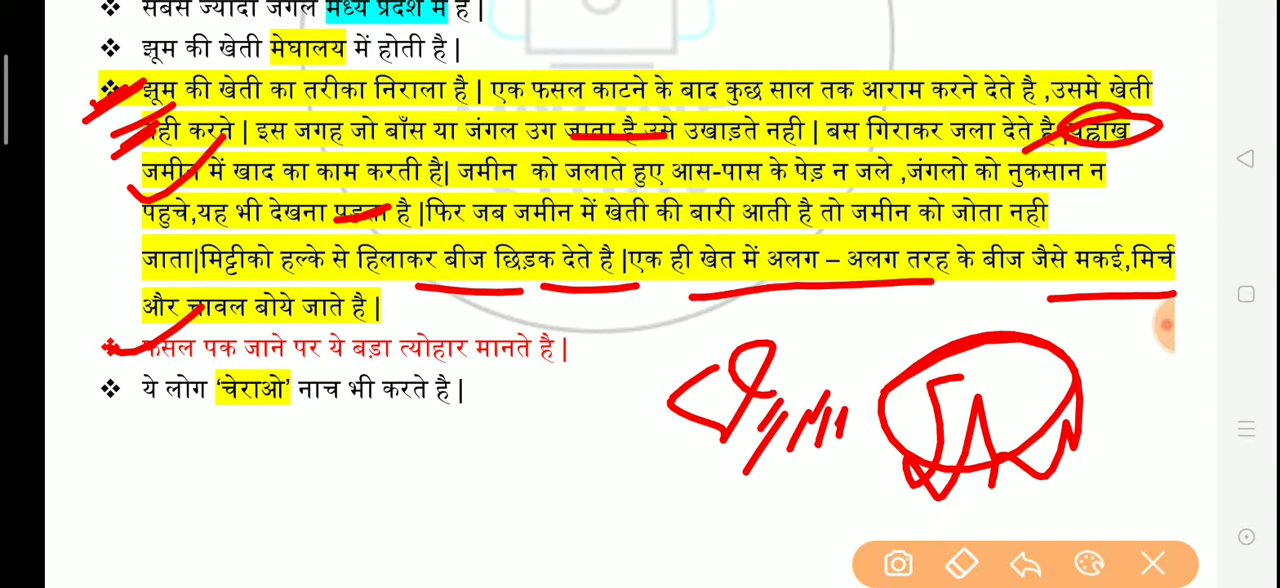 सबसे ज्यादा जंगल मध्य प्रदेश में है |
❖ झूम की खेती मेघालय में होती है |
❖ झूम की खेती का तरीका निराला है | एक फसल काटने के बाद कुछ साल तक आराम करने देते है ,उसमे खेती
नही करते | इस जगह जो बाँस या जंगल उग जाता है उसे उखाड़ते नही | बस गिराकर जला देते है |
जमीन में खाद का काम करती है| जमीन को जलाते हुए आस-पास के पेड़ न जले ,जंगलो को नुकसान न
पहुचे,यह भी देखना पड़ता है |फिर जब जमीन में खेती की बारी आती है तो जमीन को जोता नही
जाता|मिट्टीको हल्के से हिलाकर बीज छिड़क देते है |एक ही खेत में अलग – अलग तरह के बीज जैसे मकई,मिर्च
और चावल बोये जाते है |
❖ फसल पक जाने पर ये बड़ा त्योहार मानते है |
❖ ये लोग ‘चेराओ’ नाच भी करते है |